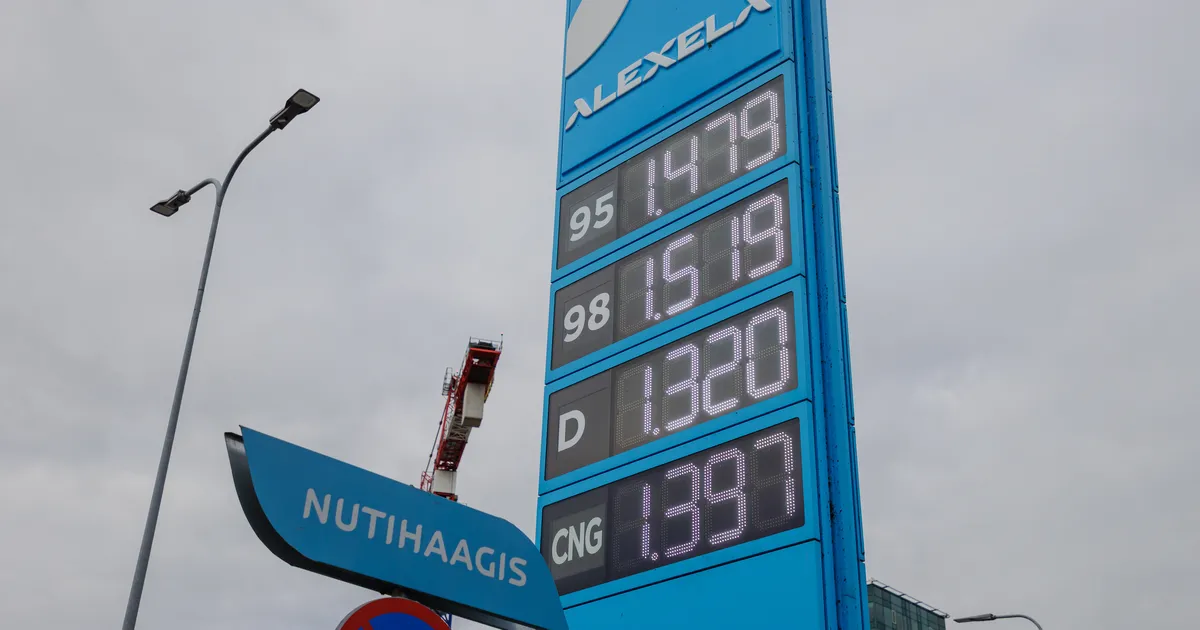 ALEXELA
95 1.479
98 1.519
D 1.320
CNG 1.397
NUTIHAAGIS